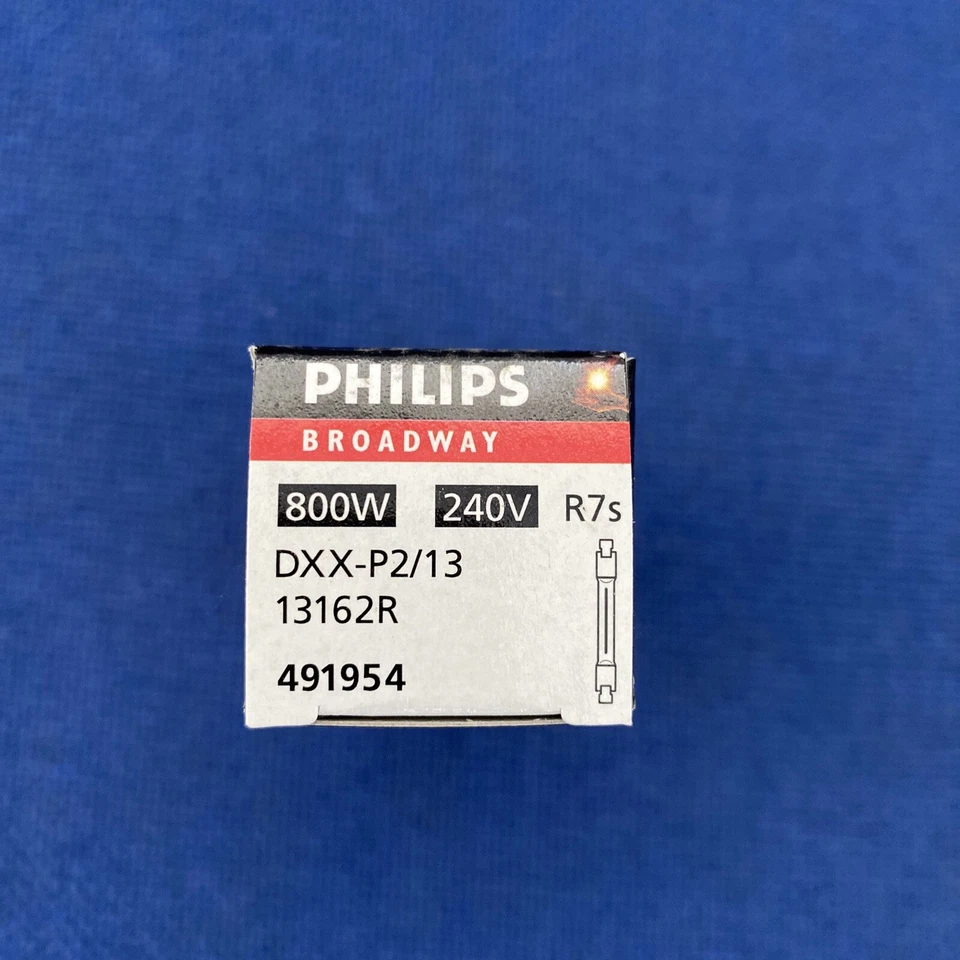 PHILIPS
BROADWAY
800W 240V R7s
DXX-P2/13
13162R
491954